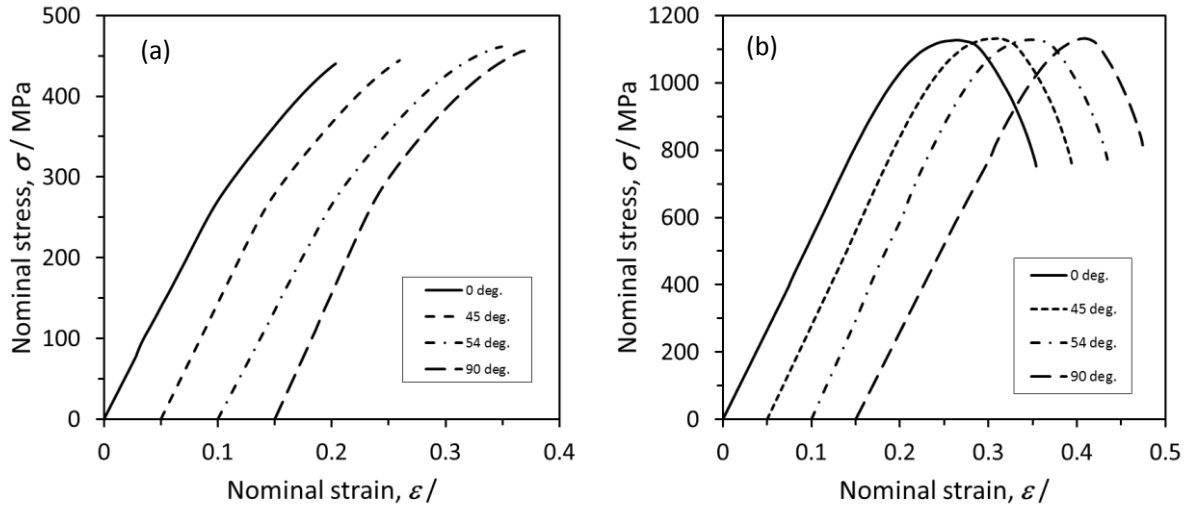 (a)
500
400
300
200
100
0
Nominal stress, σ / MPa
0 deg.
45 deg.
54 deg.
90 deg.
0 0.1 0.2 0.3 0.4
Nominal strain, ε /
(b)
1200
1000
800
600
400
200
0
Nominal stress, σ / MPa
0 deg.
45 deg.
54 deg.
90 deg.
0 0.1 0.2 0.3 0.4 0.5
Nominal strain, ε /